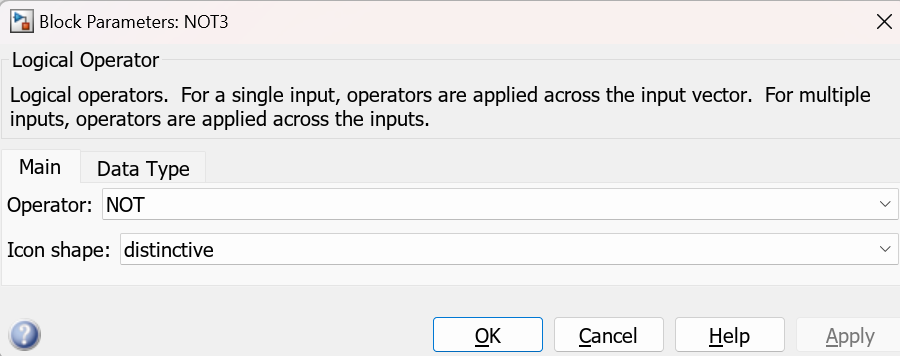 Block Parameters: NOT3
Logical Operator
Logical operators.  For a single input, operators are applied across the input vector.  For multiple
inputs, operators are applied across the inputs.
Main Data Type
Operator: NOT
Icon shape: distinctive
? OK Cancel Help Apply